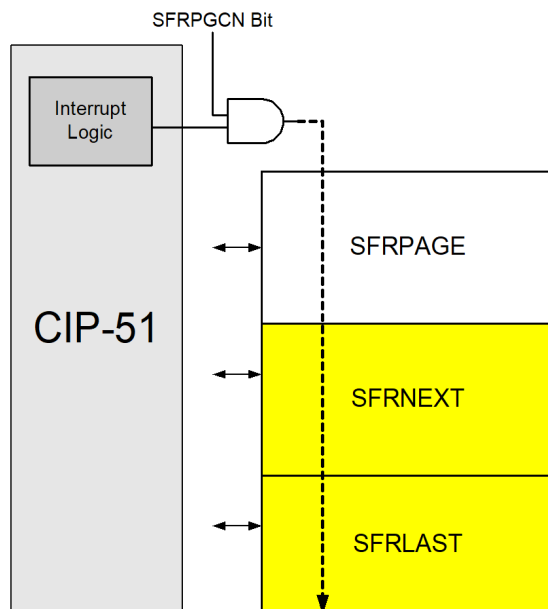 SFRPGCN Bit
Interrupt
Logic
SFRPAGE
CIP-51
SFRNEXT
SFRLAST